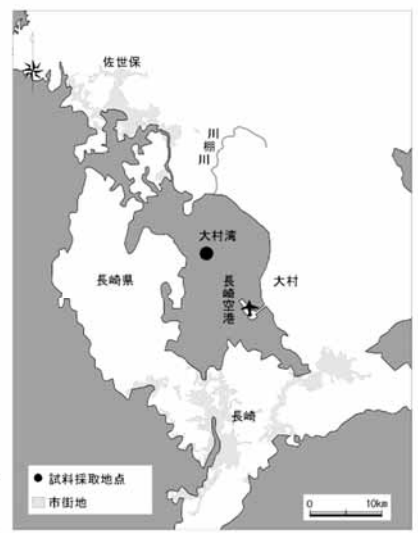 佐世保
川棚川
大村湾
長崎県
大村
長崎空港
長崎
試料採取地点
市街地
0 10km